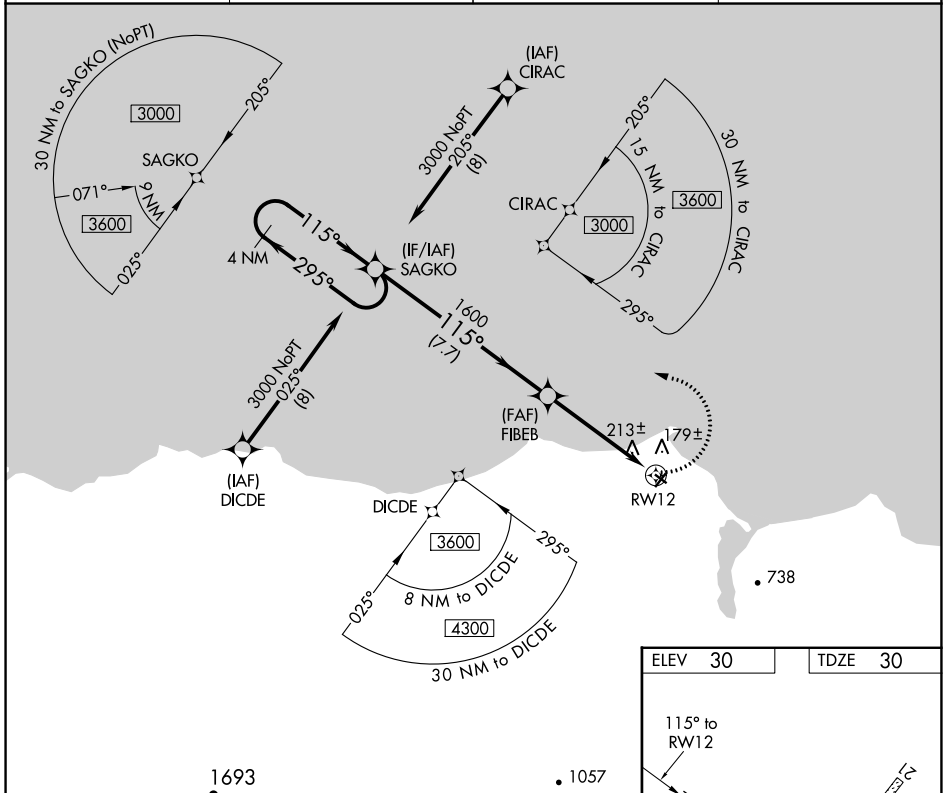 30 NM to SAGKO (NoPT)
3000
205°
SAGKO
071°
9 NM
3600
025°
(IAF)
CIRAC
3000 NoPT
205°
(8)
205°
30 NM to CIRAC
15 NM to CIRAC
3600
CIRAC
3000
295°
115°
4 NM
295°
(IF/IAF)
SAGKO
1600
115°
(7.7)
3000 NoPT
025°
(8)
(IAF)
DICDE
(FAF)
FIBEB
213±
179±
RW12
DICDE
3600
295°
025°
8 NM to DICDE
4300
30 NM to DICDE
738
ELEV 30
TDZE 30
115° to
RW12
21
1693
1057